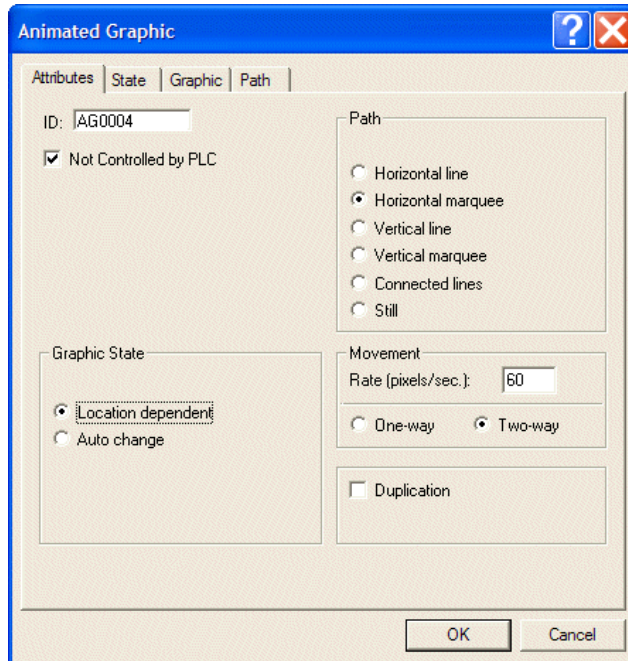 Animated Graphic
Attributes State Graphic Path
ID: AG0004
Not Controlled by PLC
Path
Horizontal line
Horizontal marquee
Vertical line
Vertical marquee
Connected lines
Still
Graphic State
Location dependent
Auto change
Movement
Rate (pixels/sec.): 60
One-way Two-way
Duplication
OK Cancel